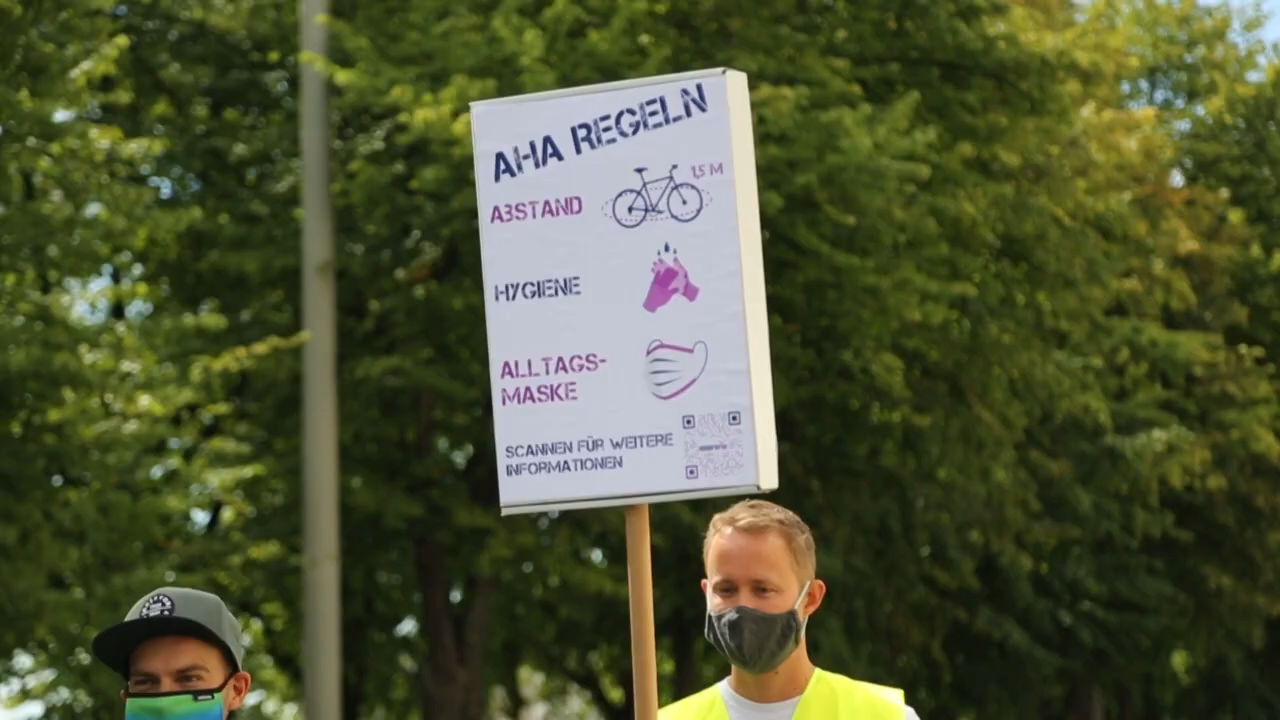 AHA REGELN
ABSTAND
1,5 M
HYGIENE
ALLTAGS-
MASKE
SCANNEN FÜR WEITERE
INFORMATIONEN